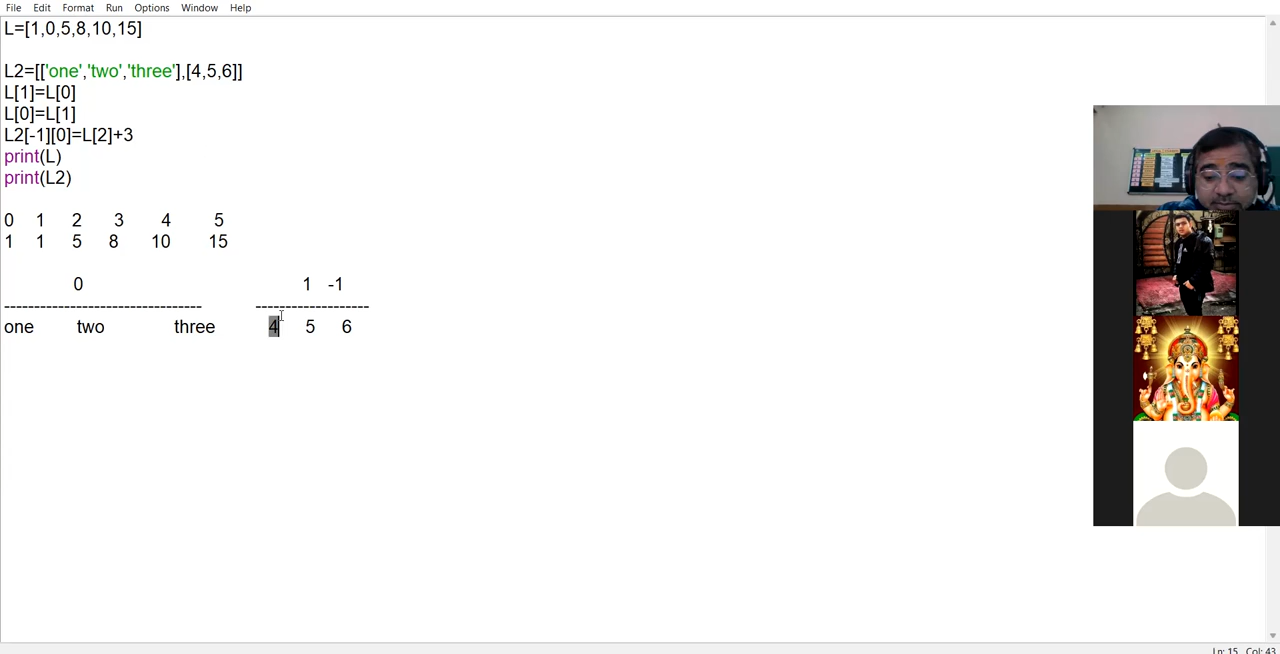 File Edit Format Run Options Window Help
L=[1,0,5,8,10,15]
L2=[['one','two','three'],[4,5,6]]
L[1]=L[0]
L[0]=L[1]
L2[-1][0]=L[2]+3
print(L)
print(L2)
0 1 2 3 4 5
1 1 5 8 10 15
0 1 -1
--------------------------------- -------------------
one two three 4 5 6
Ln: 15 Col: 43